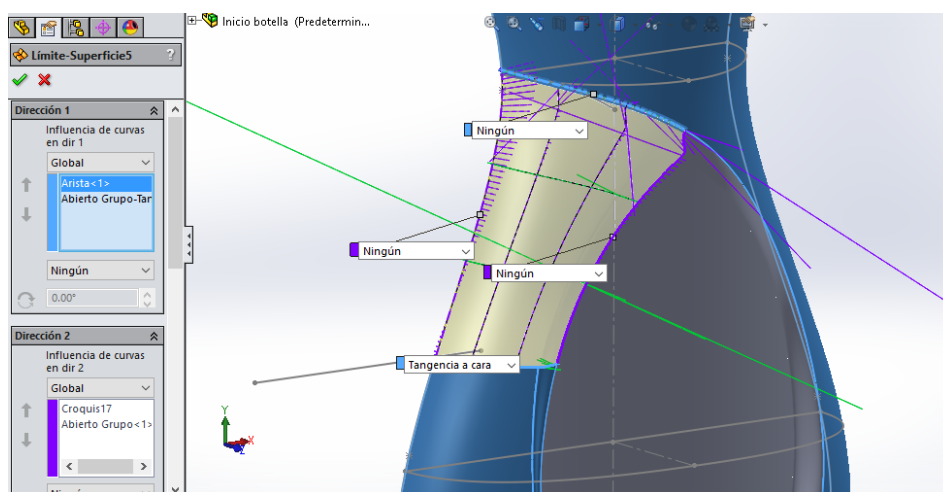 Inicio botella (Predetermin...
Límite-Superficie5
?
Dirección 1
Influencia de curvas
en dir 1
Global
Arista<1>
Abierto Grupo-Tar
Ningún
0.00°
Dirección 2
Influencia de curvas
en dir 2
Global
Croquis17
Abierto Grupo<1>
Ningún
Ningún
Ningún
Tangencia a cara
Y
X
Z